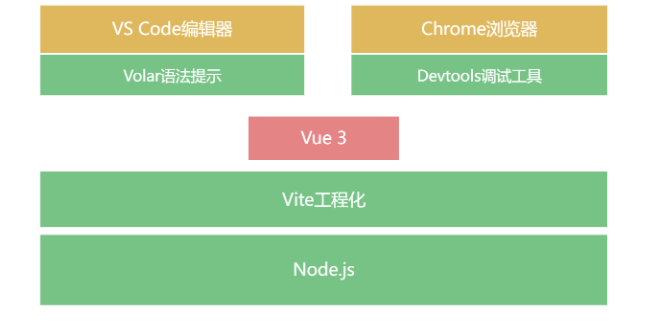 VS Code编辑器
Chrome浏览器
Volar语法提示
Devtools调试工具
Vue 3
Vite工程化
Node.js